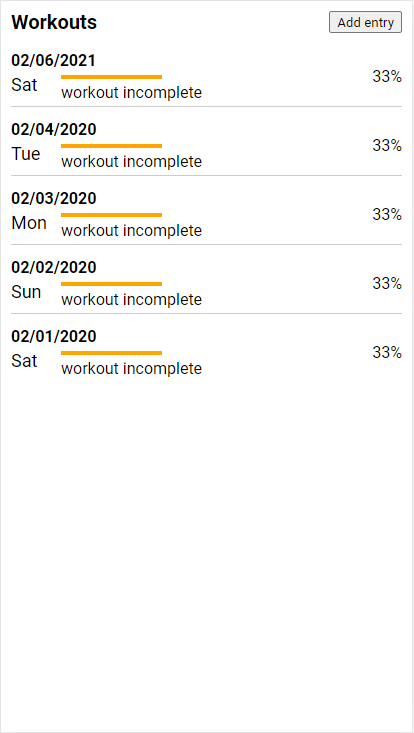 Workouts Add entry
02/06/2021
Sat 33%
workout incomplete
02/04/2020
Tue 33%
workout incomplete
02/03/2020
Mon 33%
workout incomplete
02/02/2020
Sun 33%
workout incomplete
02/01/2020
Sat 33%
workout incomplete